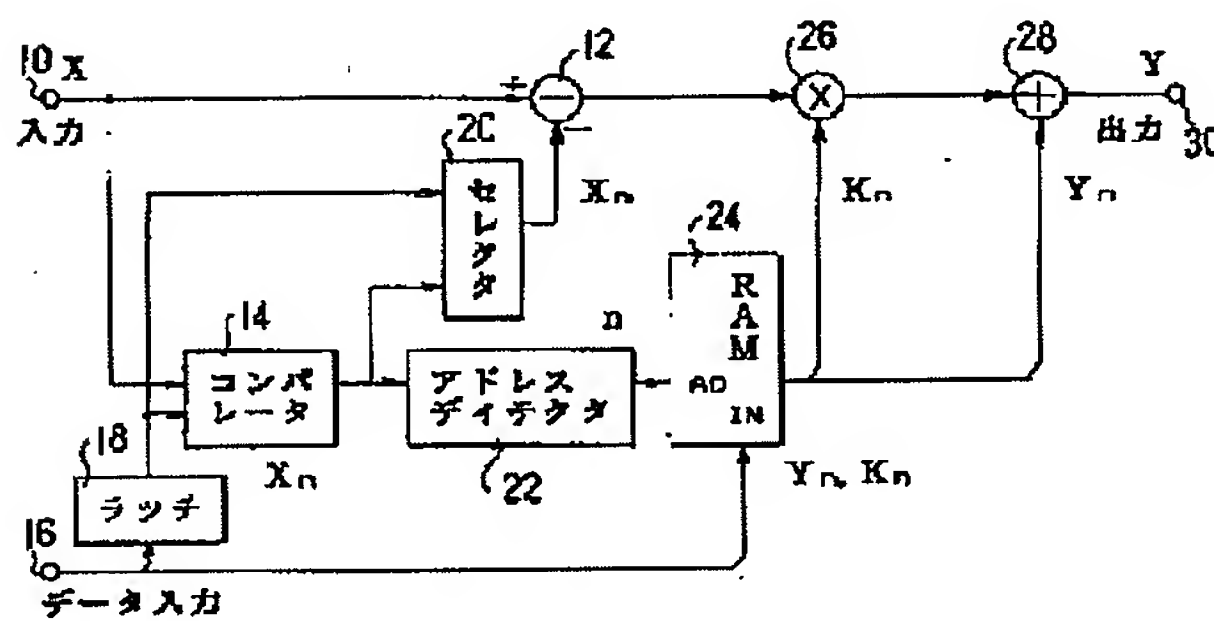 10 X
入力
+
12
−
−
26
X
28
+
Y
出力
30
20
セレクタ
Xn
Kn
Yn
24
RAM
AD
IN
n
14
コンパレータ
Xn
アドレス
ディテクタ
22
18
ラッチ
Yn, Kn
16
データ入力